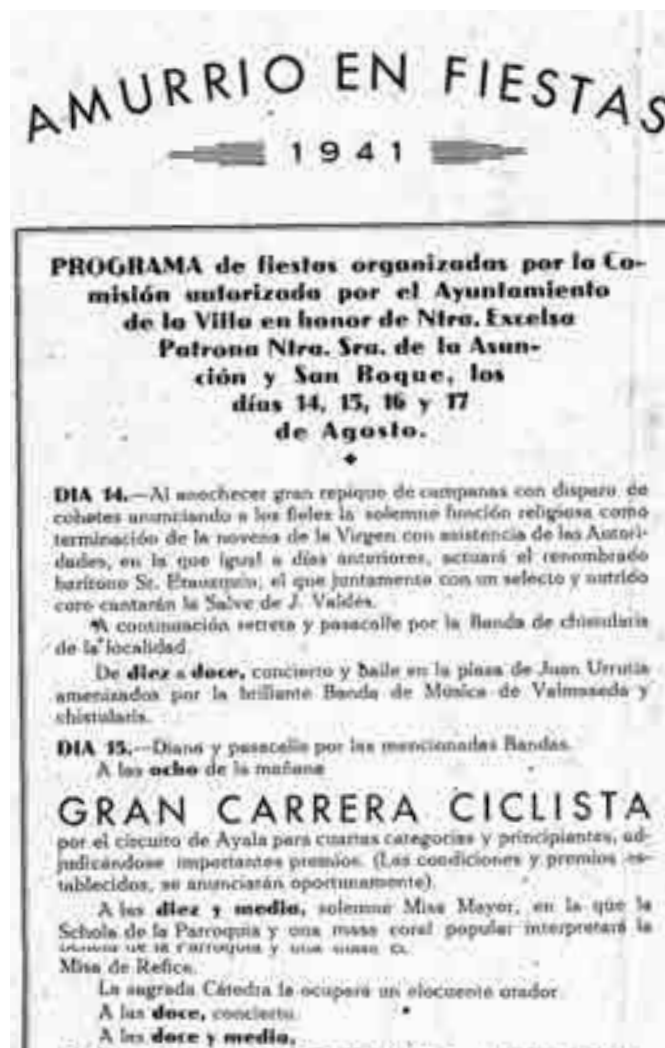 AMURRIO EN FIESTAS
1941
PROGRAMA de fiestas organizadas por la Co-
misión autorizada por el Ayuntamiento
de la Villa en honor de Ntra. Excelsa
Patrona Ntra. Sra. de la Asun-
ción y San Roque, los
días 14, 15, 16 y 17
de Agosto.
DIA 14.—Al anochecer gran repique de campanas con disparo de
cohetes anunciando a los fieles la solemne función religiosa como
terminación de la novena de la Virgen con asistencia de las Autori-
dades, en la que igual a días anteriores, actuará el renombrado
barítono Sr. el que juntamente con un selecto y nutrido
coro cantarán la Salve de J. Valdés.
A continuación retreta y pasacalle por la Banda de chistularis
de la localidad.
De diez a doce, concierto y baile en la plaza de Juan Urrutia
amenizados por la brillante Banda de Música de Valmaseda y
chistularis.
DIA 15.—Diana y pasacalle por las mencionadas Bandas.
A las ocho de la mañana
GRAN CARRERA CICLISTA
por el circuito de Ayala para cuartas categorías y principiantes, ad-
judicándose importantes premios. (Las condiciones y premios es-
tablecidos, se anunciarán oportunamente).
A las diez y media, solemne Misa Mayor, en la que la
Schola de la Parroquia y una masa coral popular interpretará la
Misa de Refice.
La sagrada Cátedra la ocupará un elocuente orador.
A las doce, concierto.
A las doce y media,